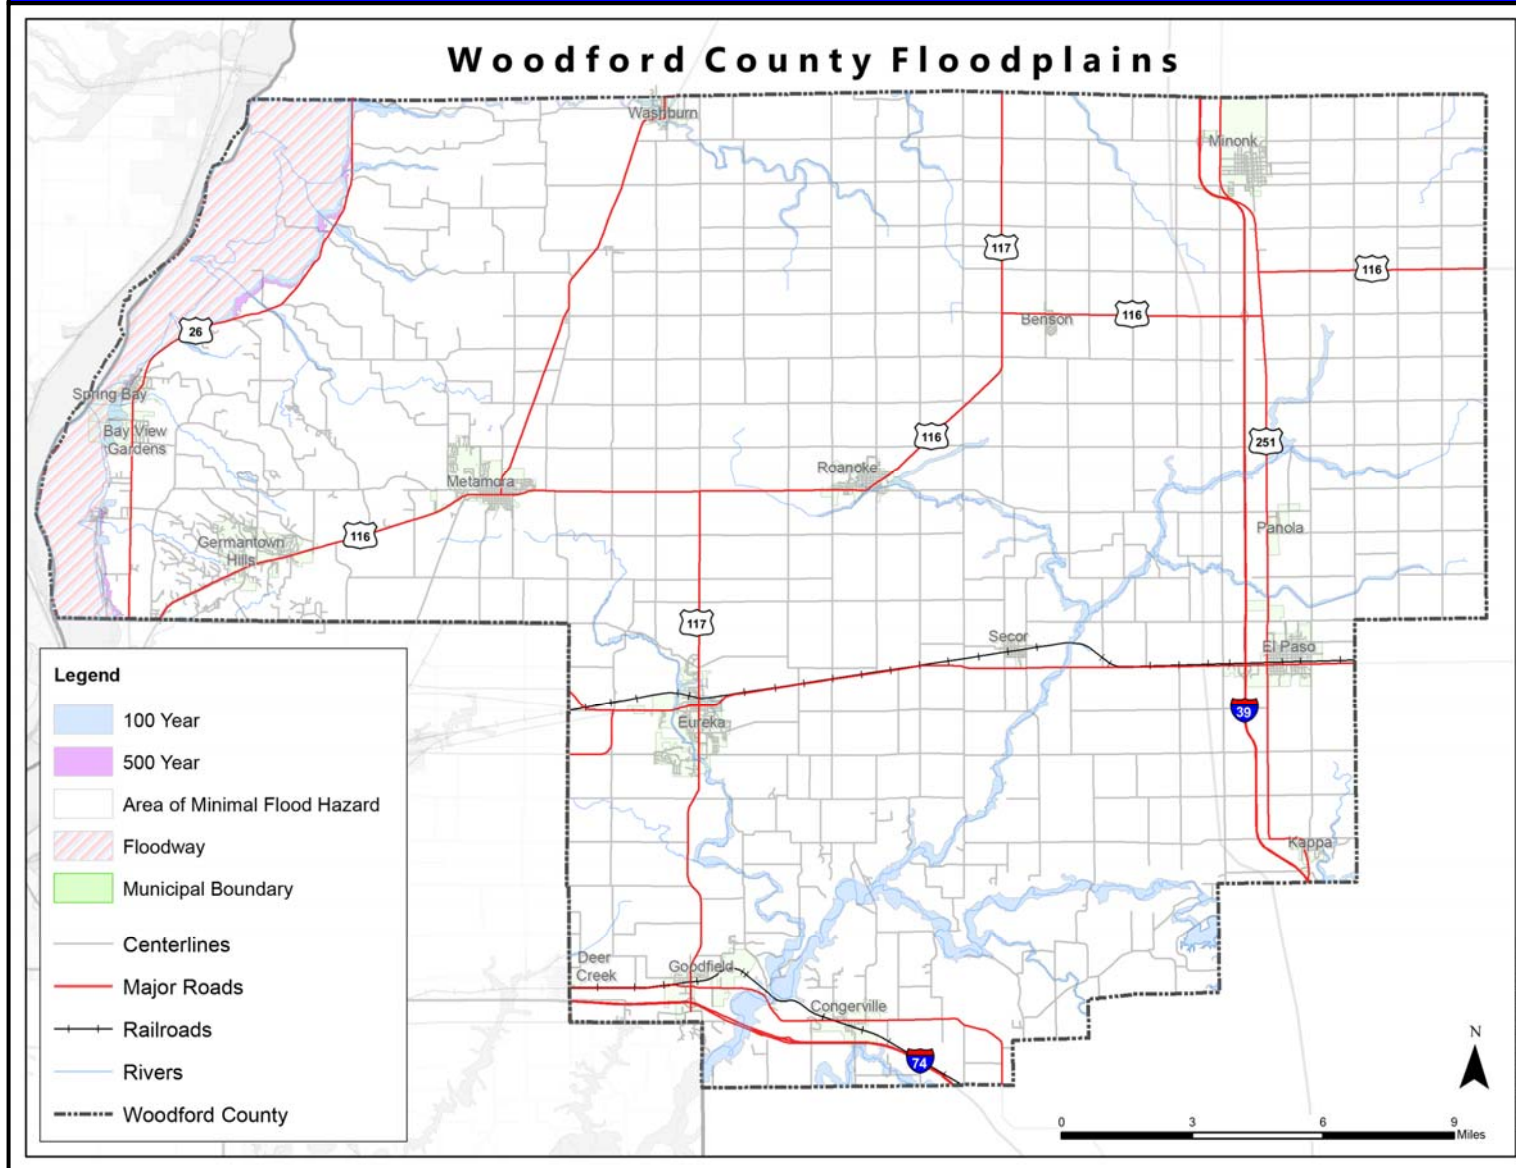 Woodford County Floodplains
Washburn
Minonk
117
116
116
Benson
26
Spring Bay
Bay View
Gardens
116
251
Roanoke
Metamora
Panola
116
Germantown
Hills
117
Secor
El Paso
39
Eureka
Kappa
Deer
Creek
Goodfield
Congerville
74
Legend
100 Year
500 Year
Area of Minimal Flood Hazard
Floodway
Municipal Boundary
Centerlines
Major Roads
Railroads
Rivers
Woodford County
N
0 3 6 9
Miles